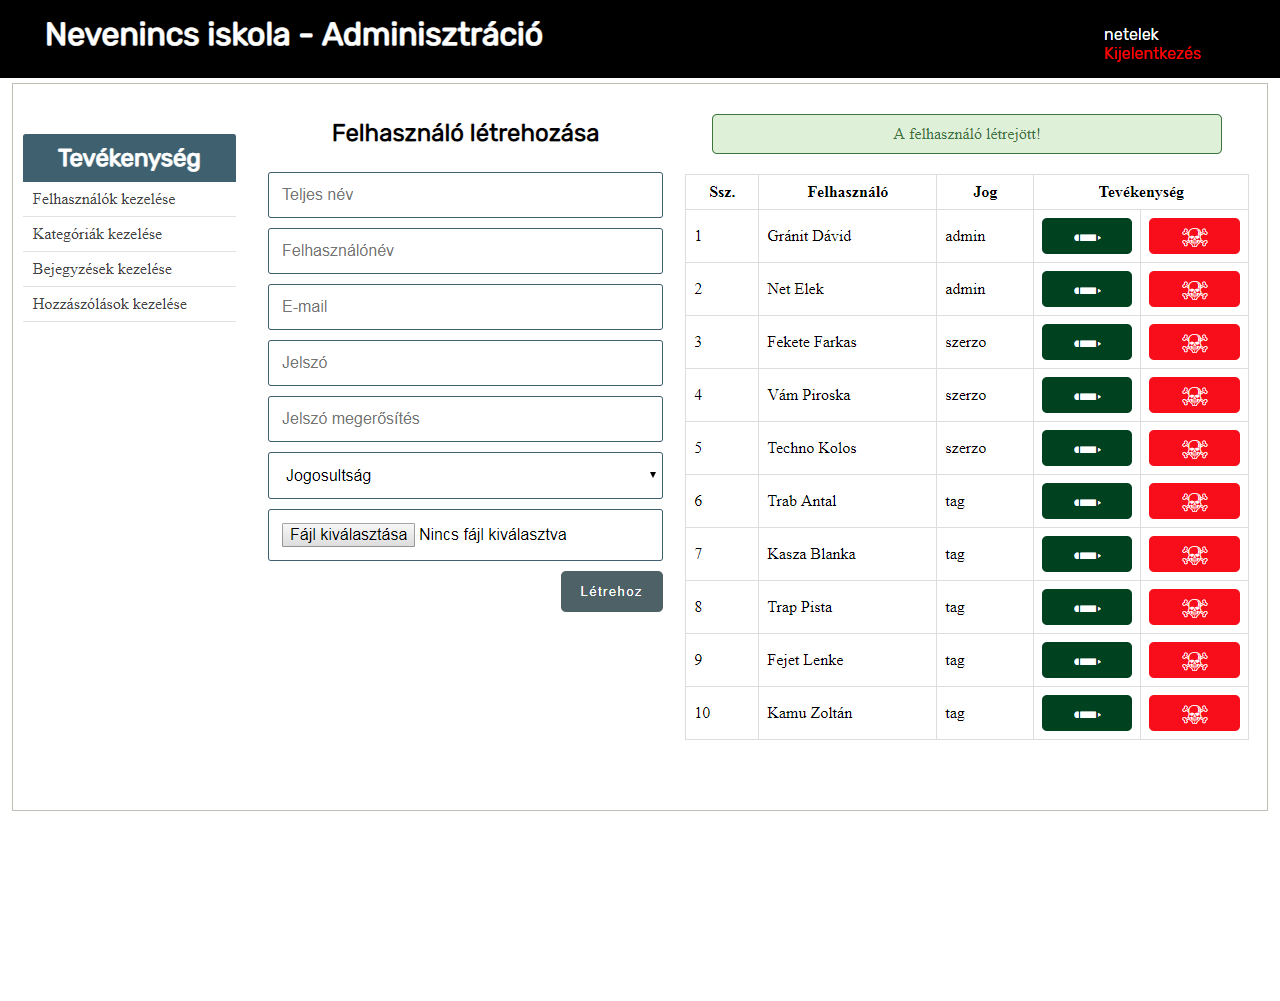 Nevenincs iskola - Adminisztráció
netelek
Kijelentkezés
Tevékenység
Felhasználók kezelése
Kategóriák kezelése
Bejegyzések kezelése
Hozzászólások kezelése
Felhasználó létrehozása
Teljes név
Felhasználónév
E-mail
Jelszó
Jelszó megerősítés
Jogosultság
Fájl kiválasztása Nincs fájl kiválasztva
Létrehoz
A felhasználó létrejött!
Ssz. Felhasználó Jog Tevékenység
1 Gránit Dávid admin
2 Net Elek admin
3 Fekete Farkas szerzo
4 Vám Piroska szerzo
5 Techno Kolos szerzo
6 Trab Antal tag
7 Kasza Blanka tag
8 Trap Pista tag
9 Fejet Lenke tag
10 Kamu Zoltán tag